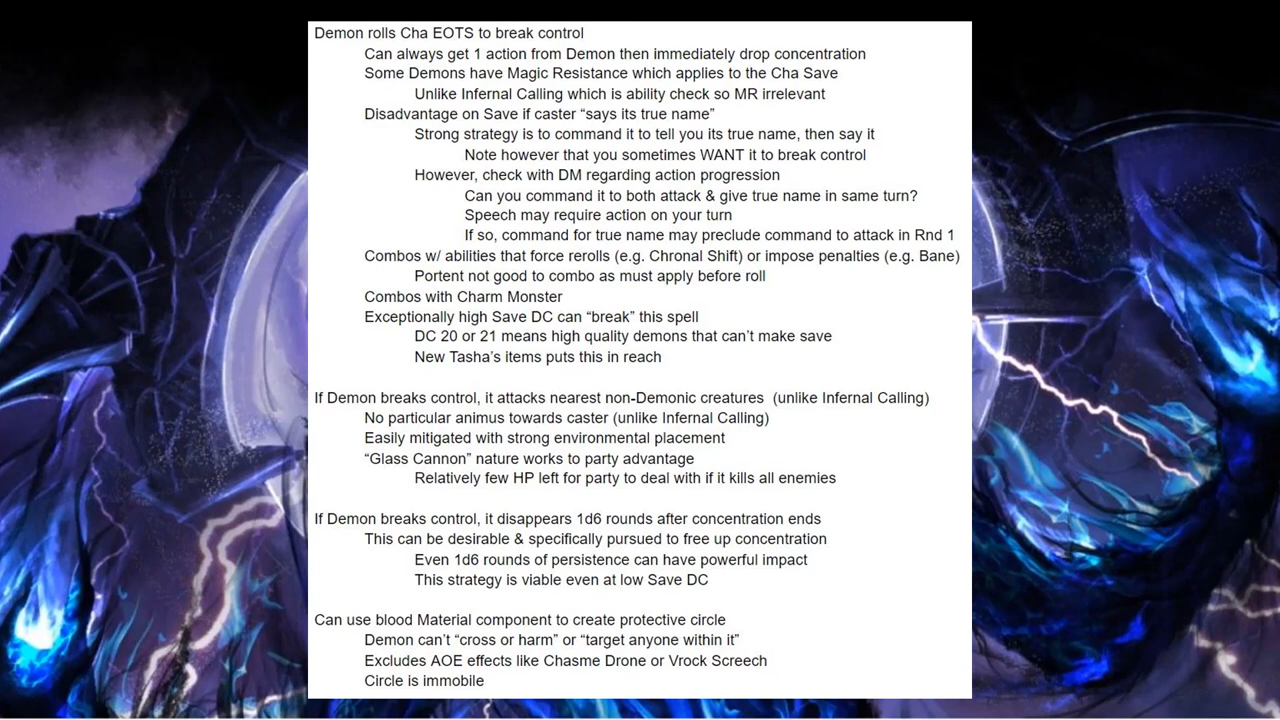 Demon rolls Cha EOTS to break control
Can always get 1 action from Demon then immediately drop concentration
Some Demons have Magic Resistance which applies to the Cha Save
Unlike Infernal Calling which is ability check so MR irrelevant
Disadvantage on Save if caster “says its true name”
Strong strategy is to command it to tell you its true name, then say it
Note however that you sometimes WANT it to break control
However, check with DM regarding action progression
Can you command it to both attack & give true name in same turn?
Speech may require action on your turn
If so, command for true name may preclude command to attack in Rnd 1
Combos w/ abilities that force rerolls (e.g. Chronal Shift) or impose penalties (e.g. Bane)
Portent not good to combo as must apply before roll
Combos with Charm Monster
Exceptionally high Save DC can “break” this spell
DC 20 or 21 means high quality demons that can’t make save
New Tasha’s items puts this in reach
If Demon breaks control, it attacks nearest non-Demonic creatures (unlike Infernal Calling)
No particular animus towards caster (unlike Infernal Calling)
Easily mitigated with strong environmental placement
“Glass Cannon” nature works to party advantage
Relatively few HP left for party to deal with if it kills all enemies
If Demon breaks control, it disappears 1d6 rounds after concentration ends
This can be desirable & specifically pursued to free up concentration
Even 1d6 rounds of persistence can have powerful impact
This strategy is viable even at low Save DC
Can use blood Material component to create protective circle
Demon can’t “cross or harm” or “target anyone within it”
Excludes AOE effects like Chasme Drone or Vrock Screech
Circle is immobile